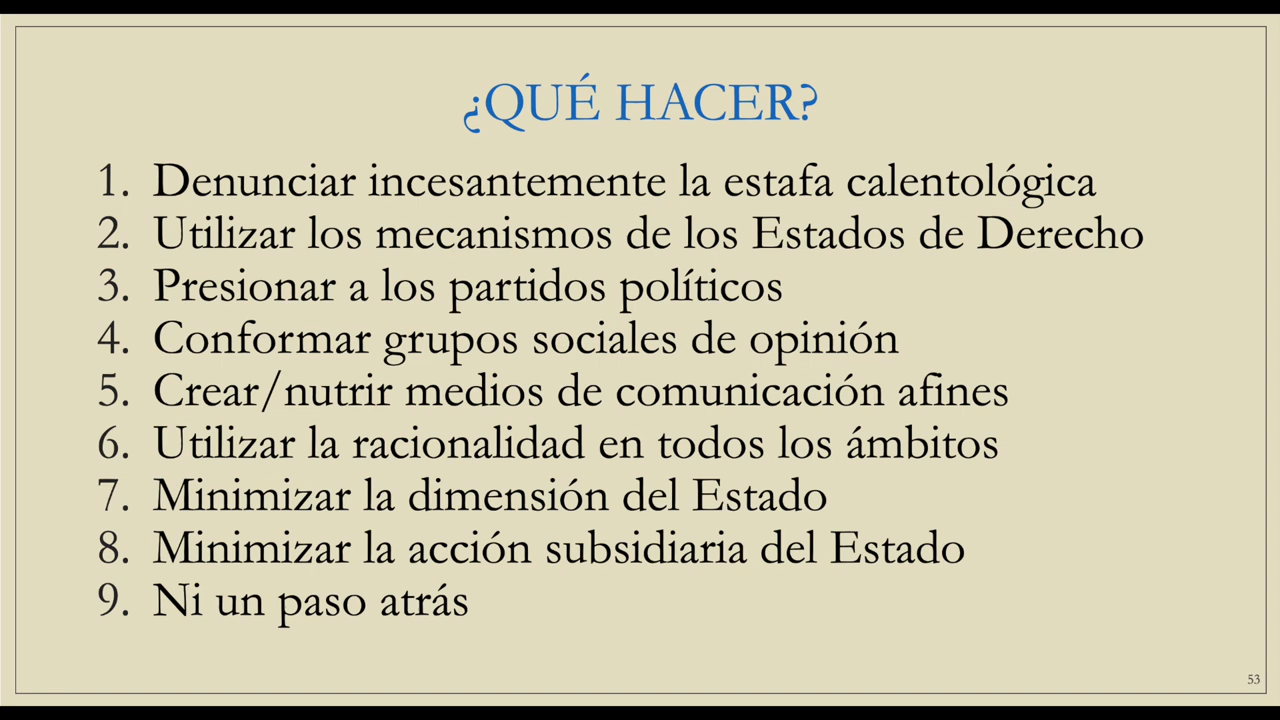 ¿QUÉ HACER?
1. Denunciar incesantemente la estafa calentológica
2. Utilizar los mecanismos de los Estados de Derecho
3. Presionar a los partidos políticos
4. Conformar grupos sociales de opinión
5. Crear/nutrir medios de comunicación afines
6. Utilizar la racionalidad en todos los ámbitos
7. Minimizar la dimensión del Estado
8. Minimizar la acción subsidiaria del Estado
9. Ni un paso atrás
53